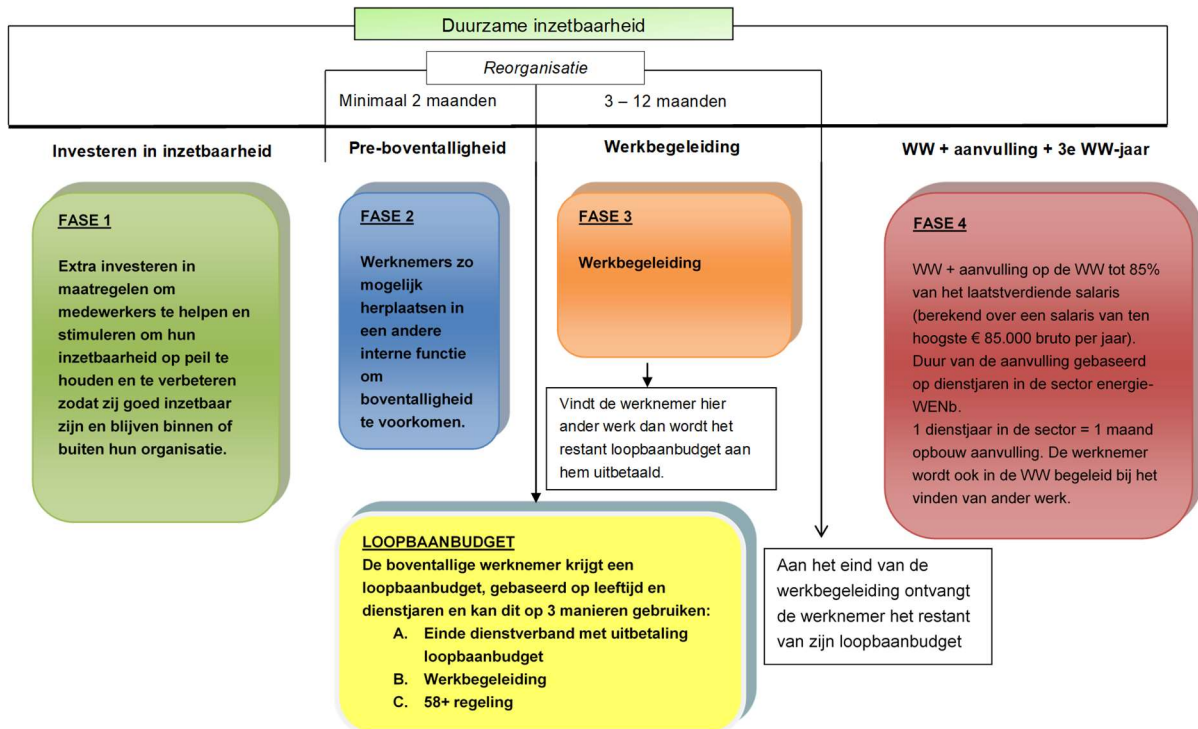 Duurzame inzetbaarheid
Reorganisatie
Minimaal 2 maanden
3 – 12 maanden
Investeren in inzetbaarheid
Pre-boventalligheid
Werkbegeleiding
WW + aanvulling + 3e WW-jaar
FASE 1
Extra investeren in
maatregelen om
medewerkers te helpen en
stimuleren om hun
inzetbaarheid op peil te
houden en te verbeteren
zodat zij goed inzetbaar
zijn en blijven binnen of
buiten hun organisatie.
FASE 2
Werknemers zo
mogelijk
herplaatsen in
een andere
interne functie
om
boventalligheid
te voorkomen.
FASE 3
Werkbegeleiding
Vindt de werknemer hier
ander werk dan wordt het
restant loopbaanbudget aan
hem uitbetaald.
FASE 4
WW + aanvulling op de WW tot 85%
van het laatstverdiende salaris
(berekend over een salaris van ten
hoogste € 85.000 bruto per jaar).
Duur van de aanvulling gebaseerd
op dienstjaren in de sector energie-
WENb.
1 dienstjaar in de sector = 1 maand
opbouw aanvulling. De werknemer
wordt ook in de WW begeleid bij het
vinden van ander werk.
LOOPBAANBUDGET
De boventallige werknemer krijgt een
loopbaanbudget, gebaseerd op leeftijd en
dienstjaren en kan dit op 3 manieren gebruiken:
A. Einde dienstverband met uitbetaling
loopbaanbudget
B. Werkbegeleiding
C. 58+ regeling
Aan het eind van de
werkbegeleiding ontvangt
de werknemer het restant
van zijn loopbaanbudget